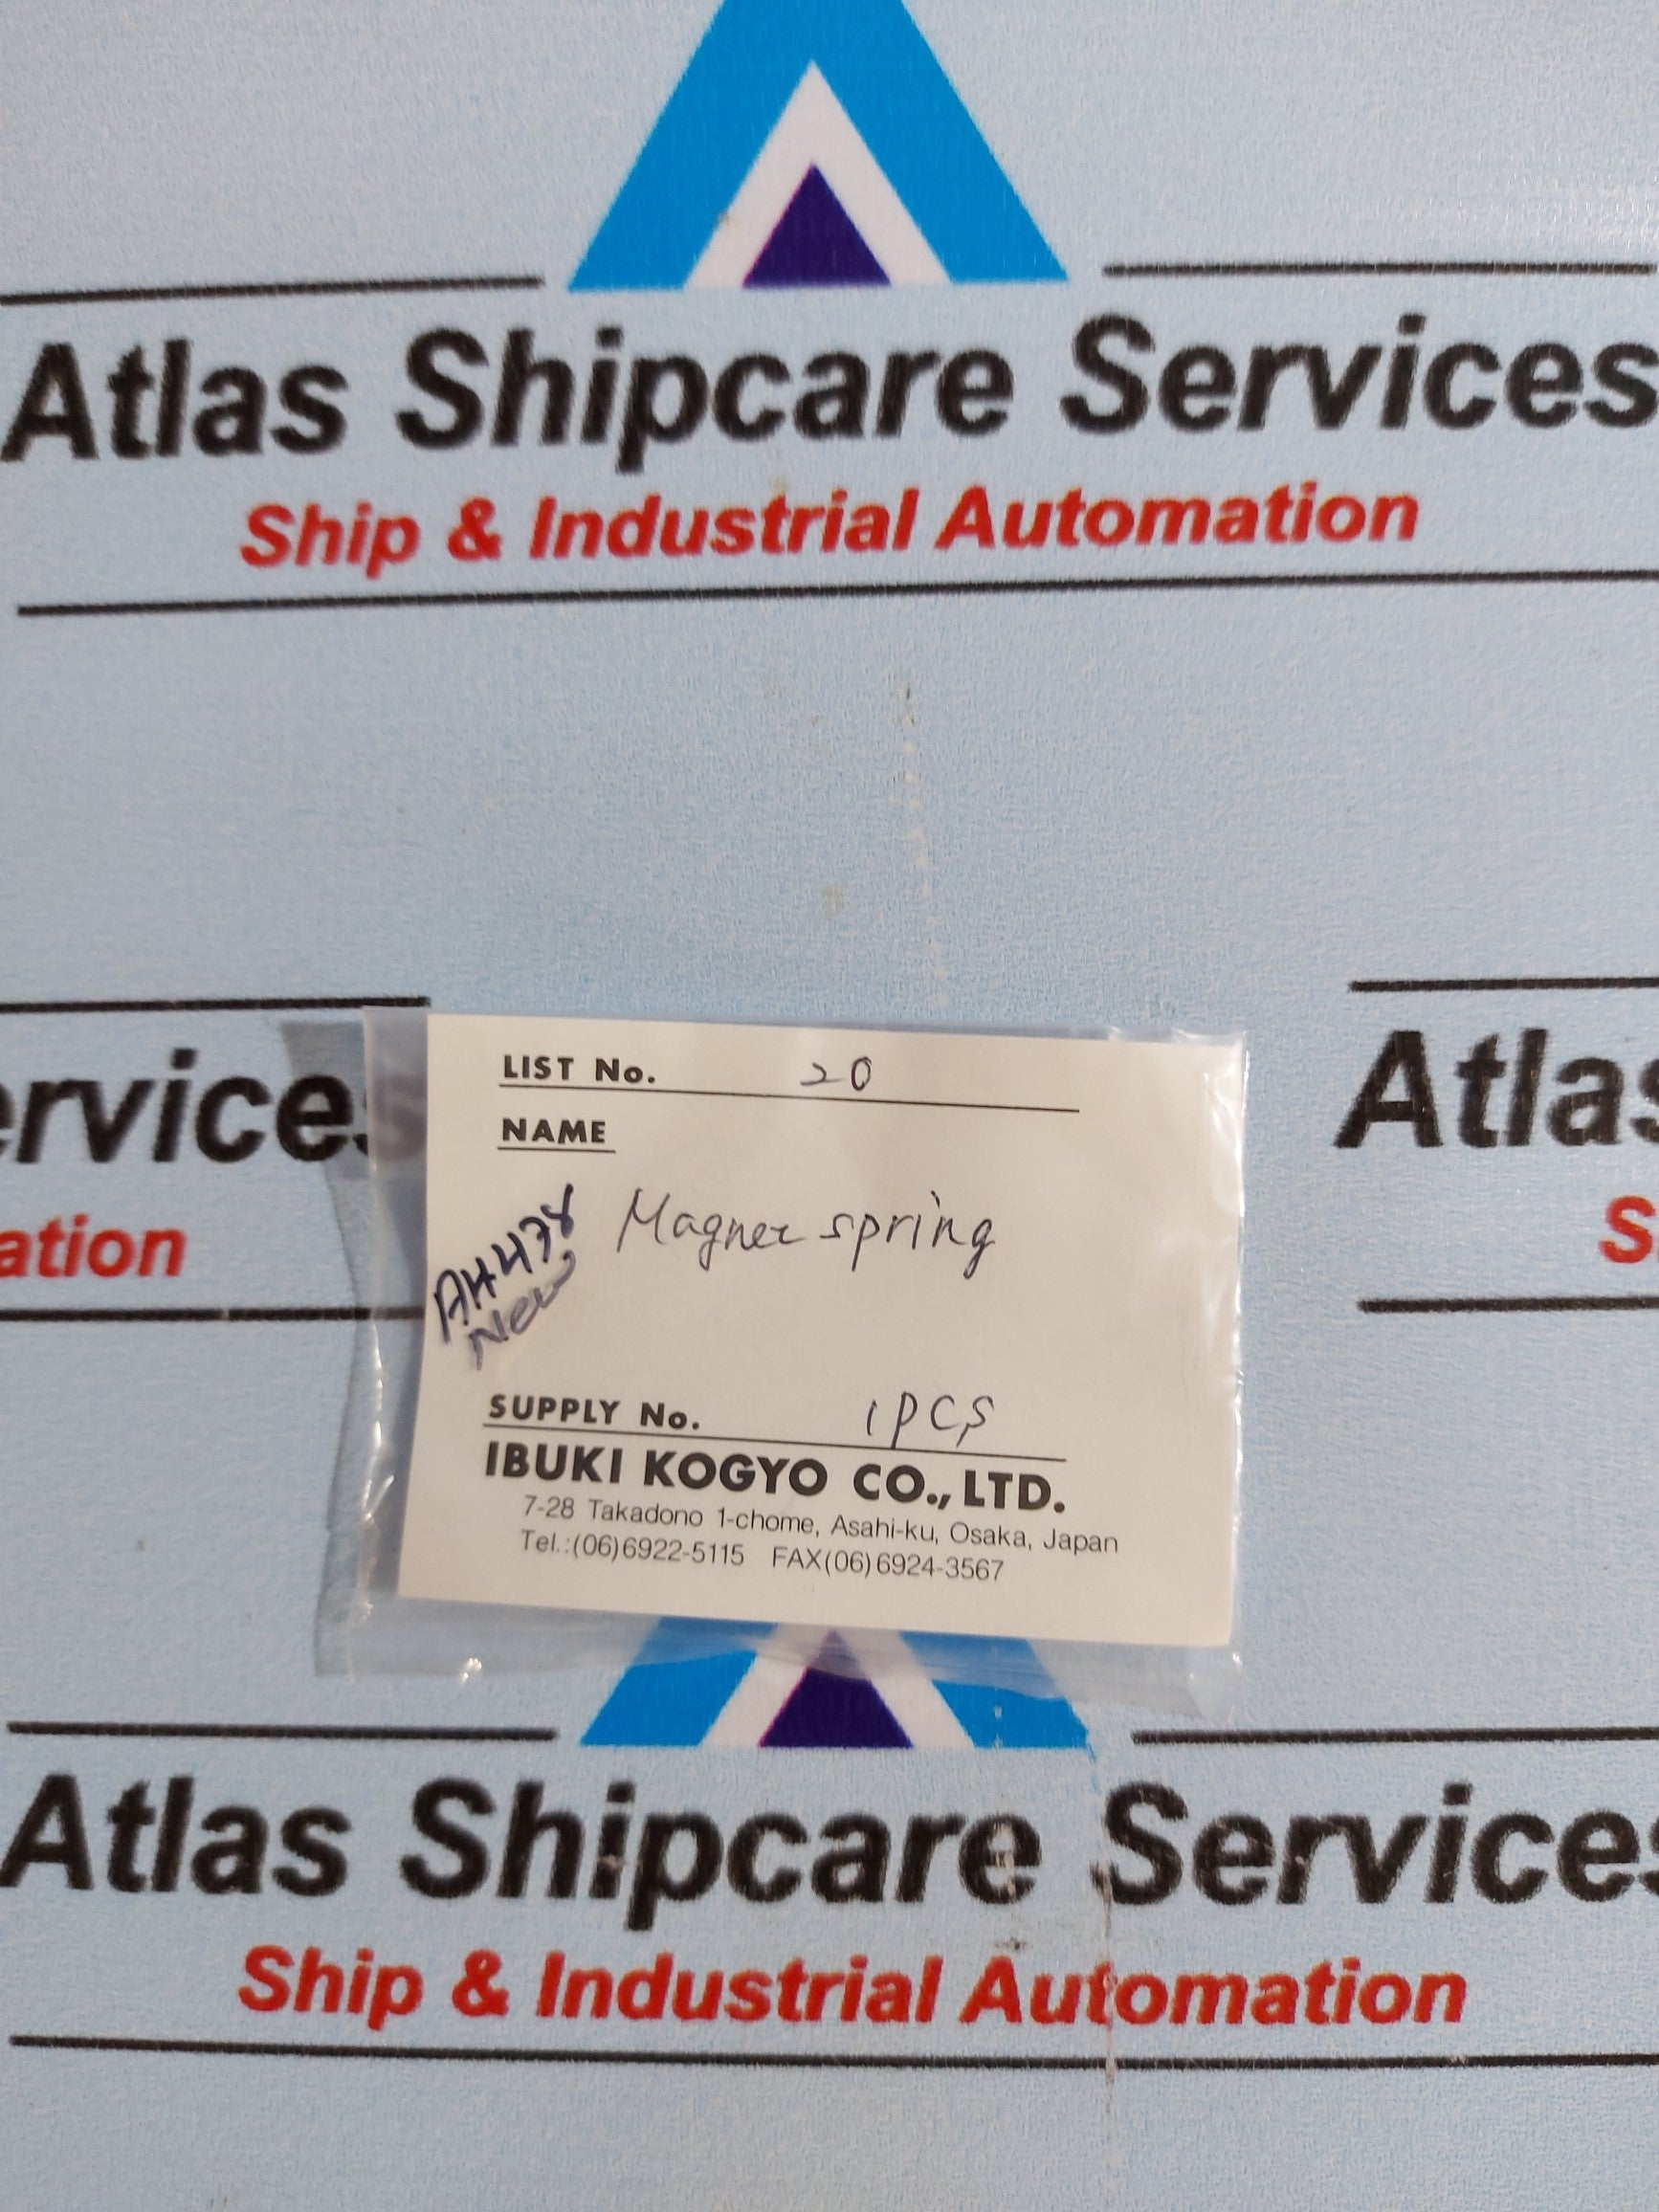 Atlas Shipcare Services
Ship & Industrial Automation
ervices
ation
Atlas
S
LIST No. 20
NAME
Magner spring
AH478
New
SUPPLY No. 1 PCS
IBUKI KOGYO CO., LTD.
7-28 Takadono 1-chome, Asahi-ku, Osaka, Japan
Tel.:(06)6922-5115 FAX(06)6924-3567
Atlas Shipcare Services
Ship & Industrial Automation